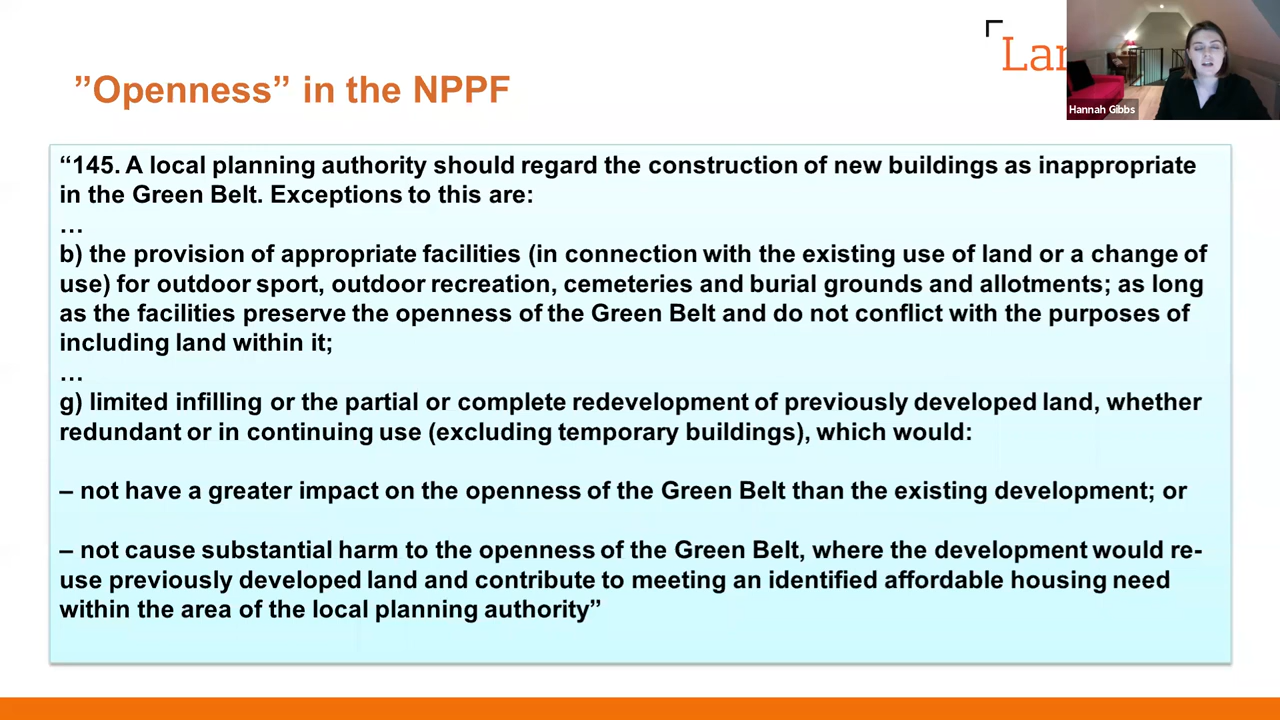 ”Openness” in the NPPF
Hannah Gibbs
“145. A local planning authority should regard the construction of new buildings as inappropriate
in the Green Belt. Exceptions to this are:
…
b) the provision of appropriate facilities (in connection with the existing use of land or a change of
use) for outdoor sport, outdoor recreation, cemeteries and burial grounds and allotments; as long
as the facilities preserve the openness of the Green Belt and do not conflict with the purposes of
including land within it;
…
g) limited infilling or the partial or complete redevelopment of previously developed land, whether
redundant or in continuing use (excluding temporary buildings), which would:
– not have a greater impact on the openness of the Green Belt than the existing development; or
– not cause substantial harm to the openness of the Green Belt, where the development would re-
use previously developed land and contribute to meeting an identified affordable housing need
within the area of the local planning authority”